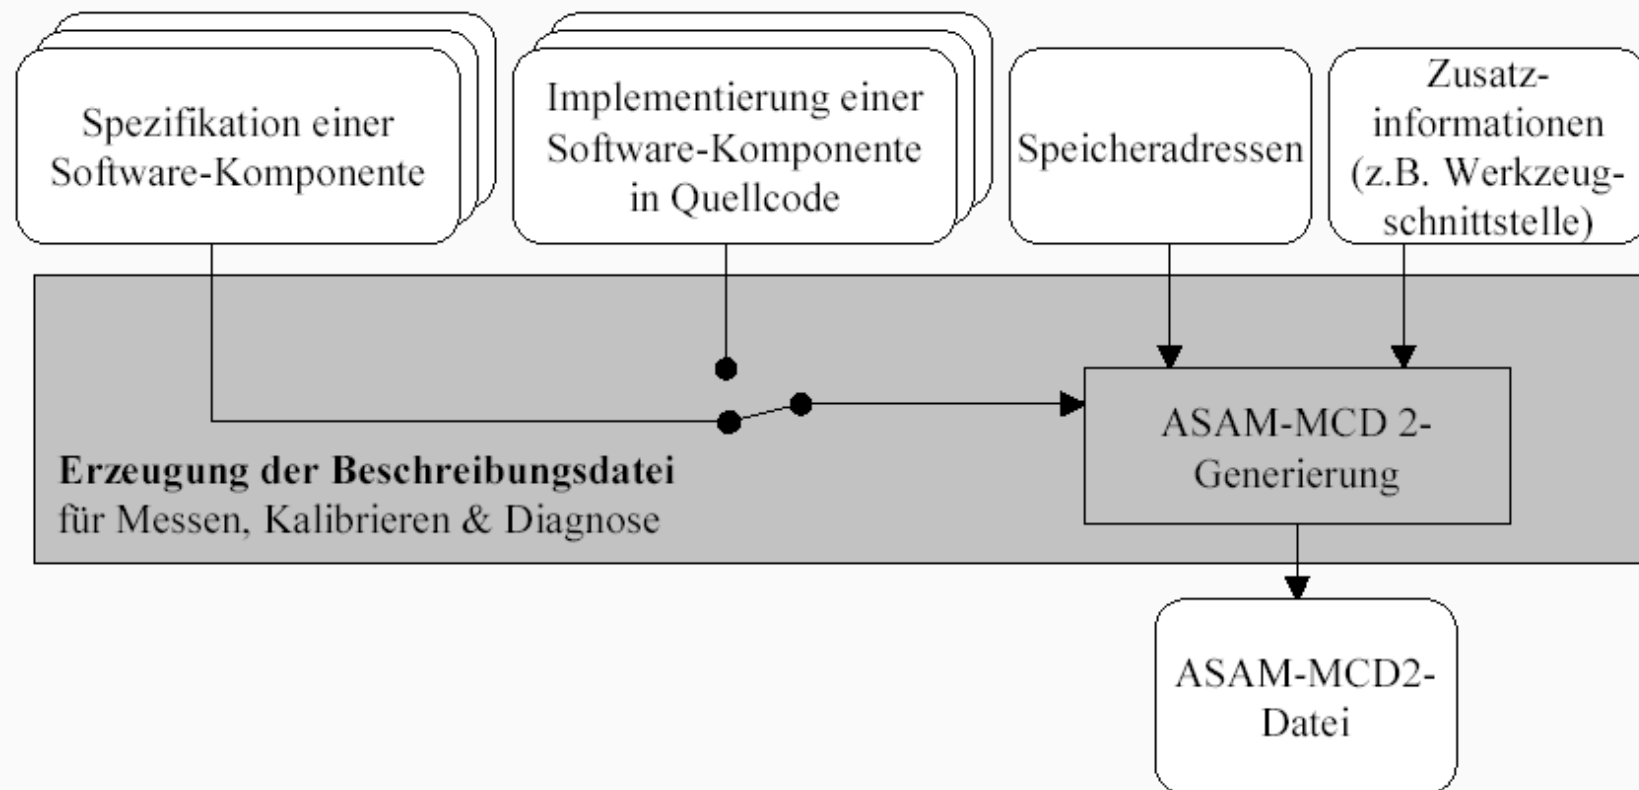 Spezifikation einer
Software-Komponente
Implementierung einer
Software-Komponente
in Quellcode
Speicheradressen
Zusatz-
informationen
(z.B. Werkzeug-
schnittstelle)
Erzeugung der Beschreibungsdatei
für Messen, Kalibrieren & Diagnose
ASAM-MCD 2-
Generierung
ASAM-MCD2-
Datei